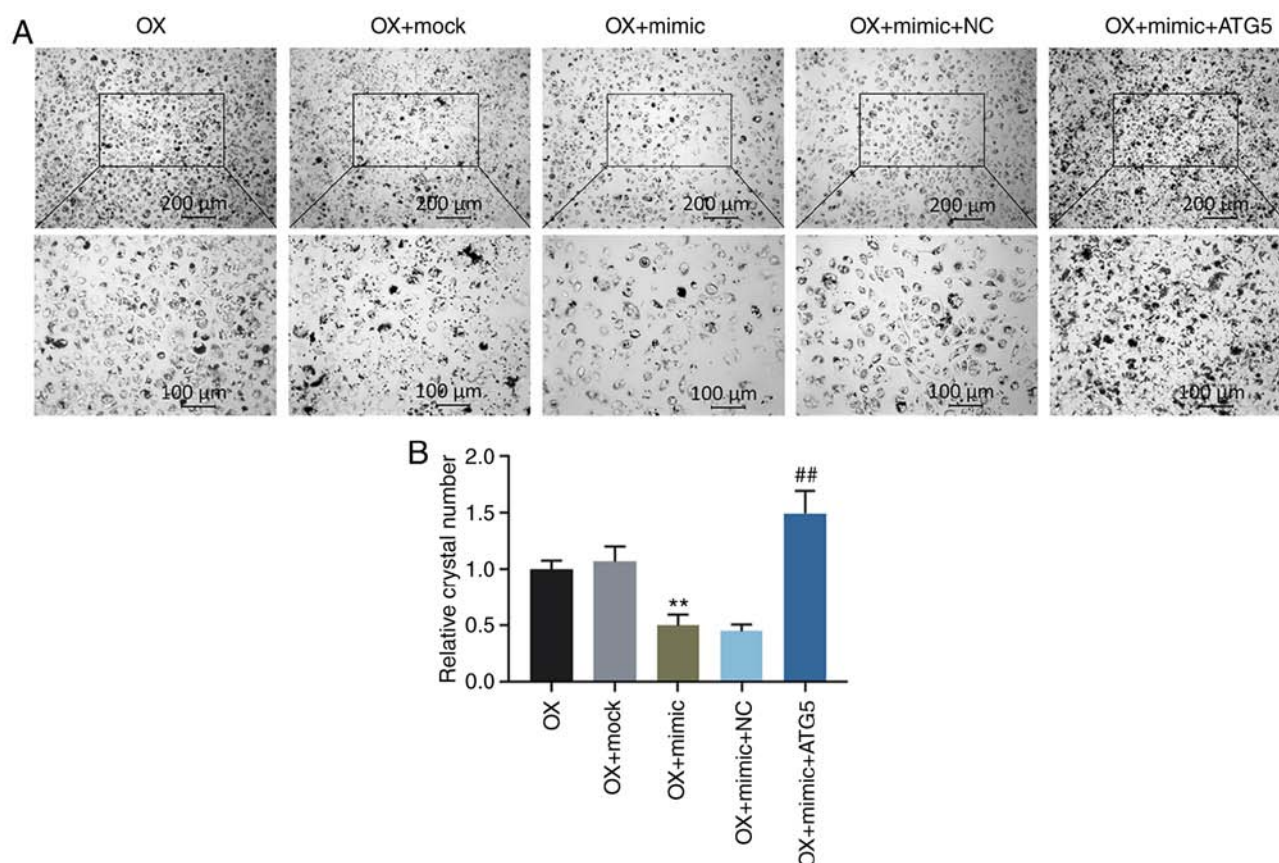 A
OX
OX+mock
OX+mimic
OX+mimic+NC
OX+mimic+ATG5
200 µm
200 µm
200 µm
200 µm
200 µm
100 µm
100 µm
100 µm
100 µm
100 µm
B
Relative crystal number
2.0
1.5
1.0
0.5
0.0
**
##
OX
OX+mock
OX+mimic
OX+mimic+NC
OX+mimic+ATG5